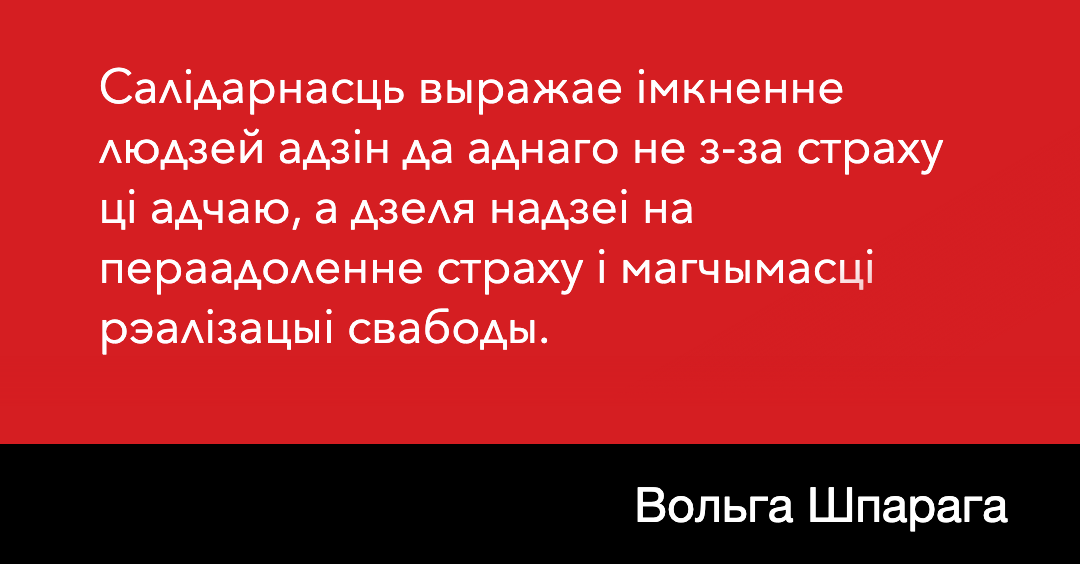 Салідарнасць выражае імкненне
людзей адзін да аднаго не з-за страху
ці адчаю, а дзеля надзеі на
пераадоленне страху і магчымасці
рэалізацыі свабоды.
Вольга Шпарага